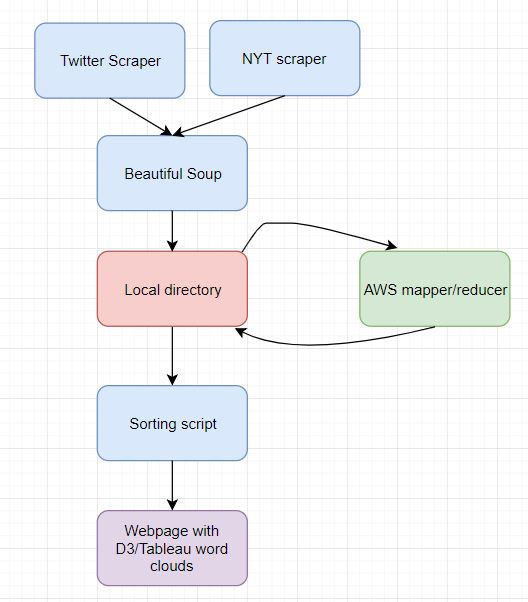 Twitter Scraper
NYT scraper
Beautiful Soup
Local directory
AWS mapper/reducer
Sorting script
Webpage with
D3/Tableau word
clouds